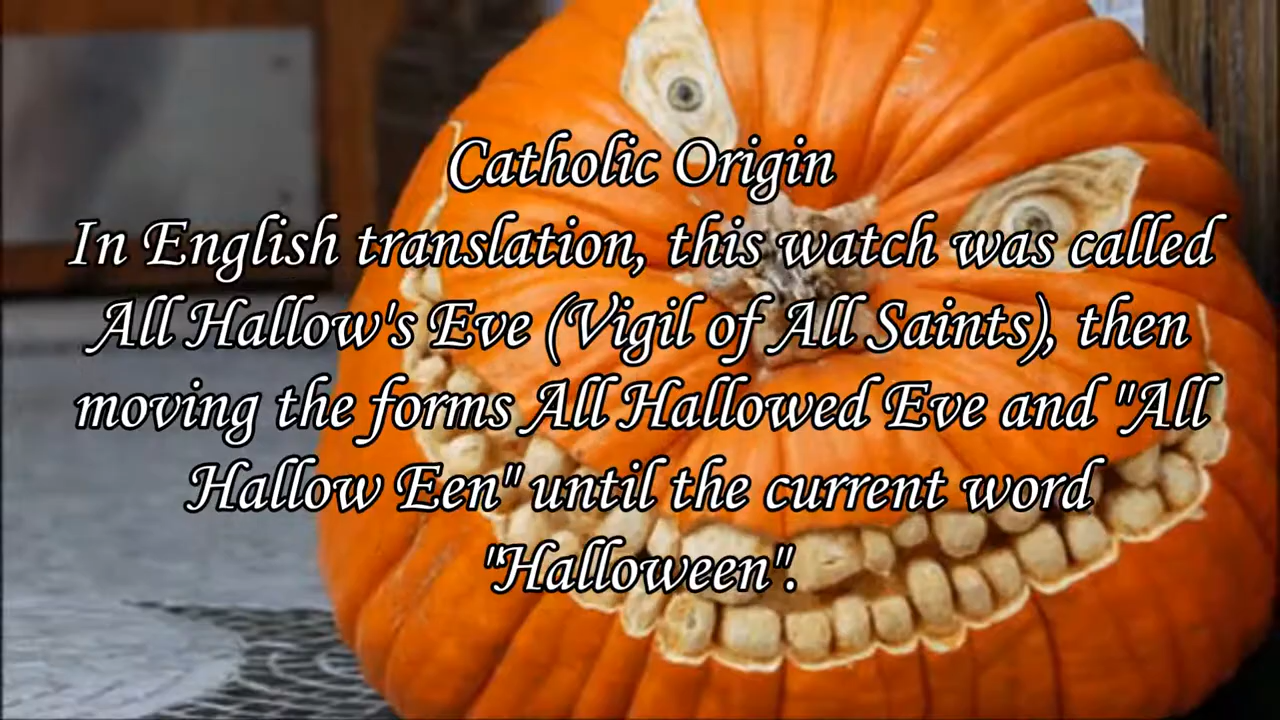 Catholic Origin
In English translation, this watch was called
All Hallow's Eve (Vigil of All Saints), then
moving the forms All Hallowed Eve and "All
Hallow Een" until the current word
"Halloween".